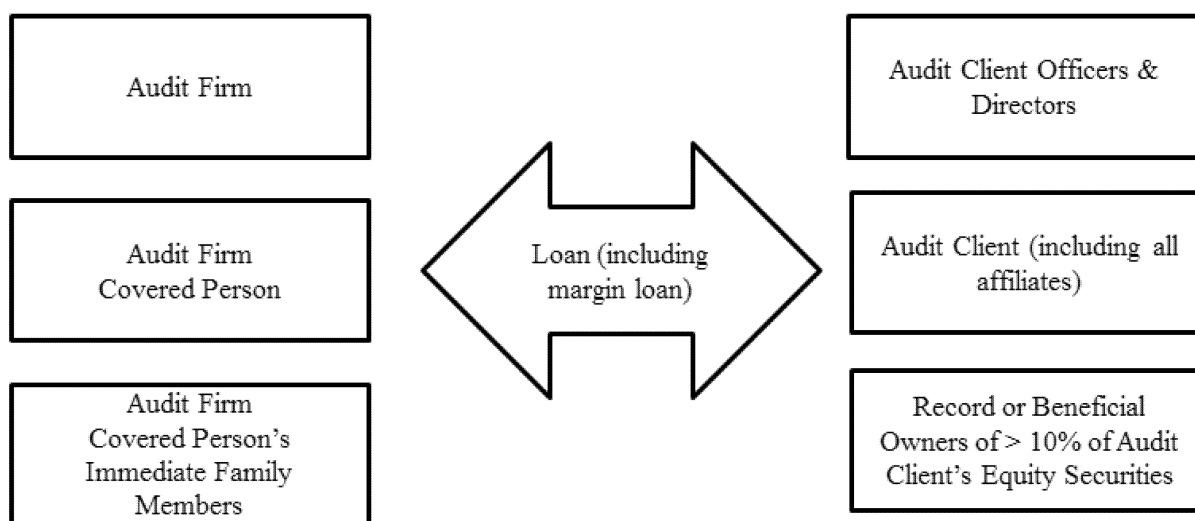 Audit Firm
Audit Firm
Covered Person
Audit Firm
Covered Person’s
Immediate Family
Members
Loan (including
margin loan)
Audit Client Officers &
Directors
Audit Client (including all
affiliates)
Record or Beneficial
Owners of > 10% of Audit
Client’s Equity Securities